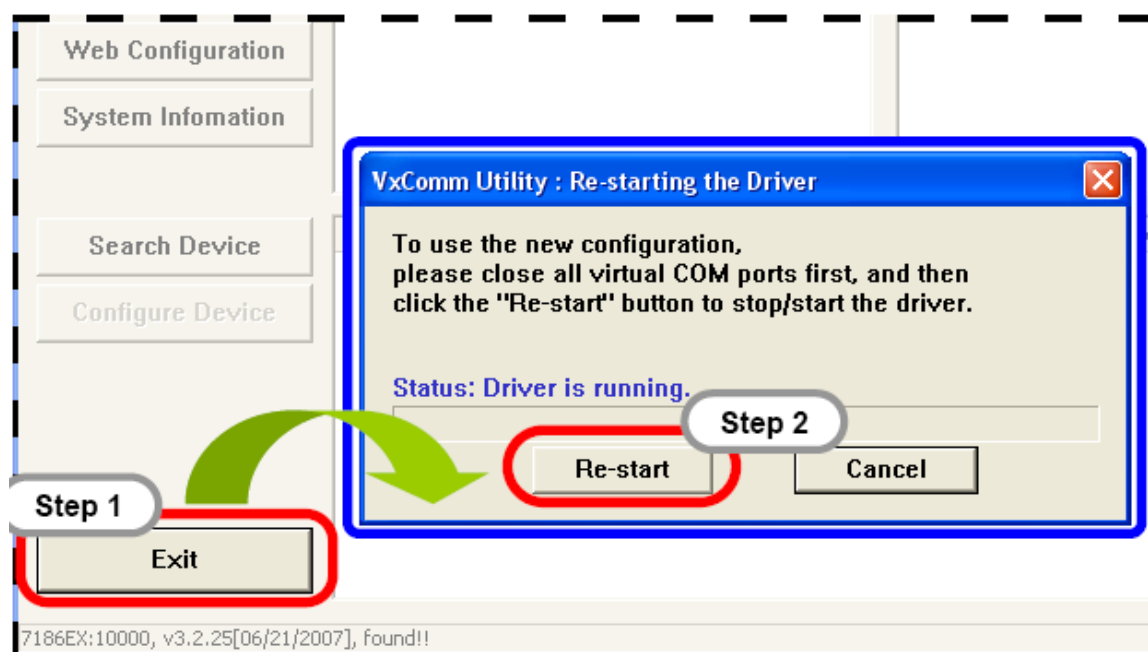 Web Configuration
System Infomation
Search Device
Configure Device
VxComm Utility : Re-starting the Driver
To use the new configuration,
please close all virtual COM ports first, and then
click the "Re-start" button to stop/start the driver.
Status: Driver is running.
Step 2
Re-start
Cancel
Step 1
Exit
7186EX:10000, v3.2.25[06/21/2007], found!!